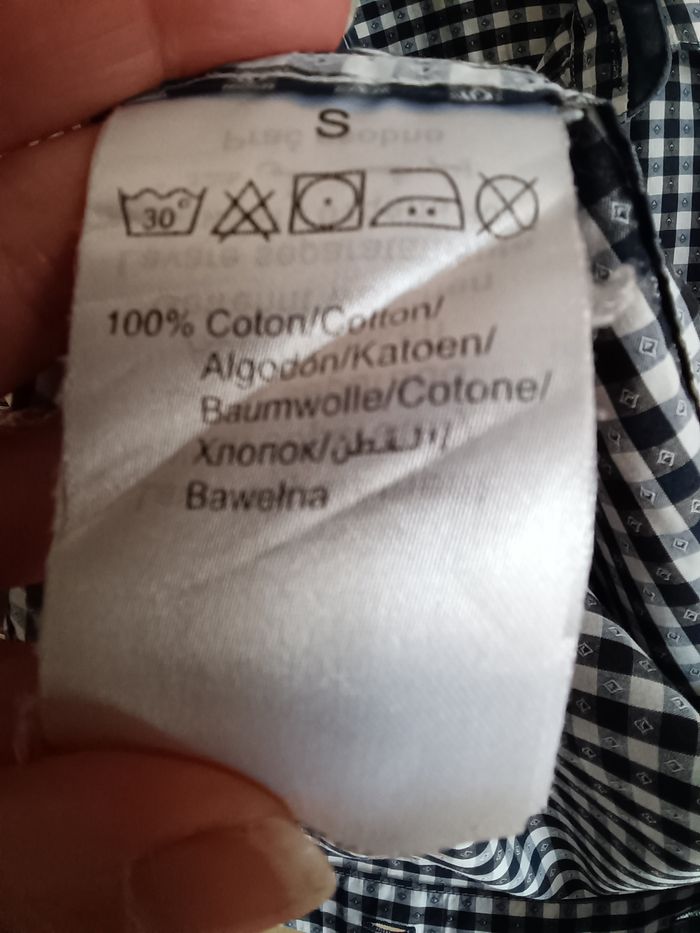 S
30°
100% Coton/Cotton/
Algodón/Katoen/
Baumwolle/Cotone/
Хлопок/القطن/
Bawełna